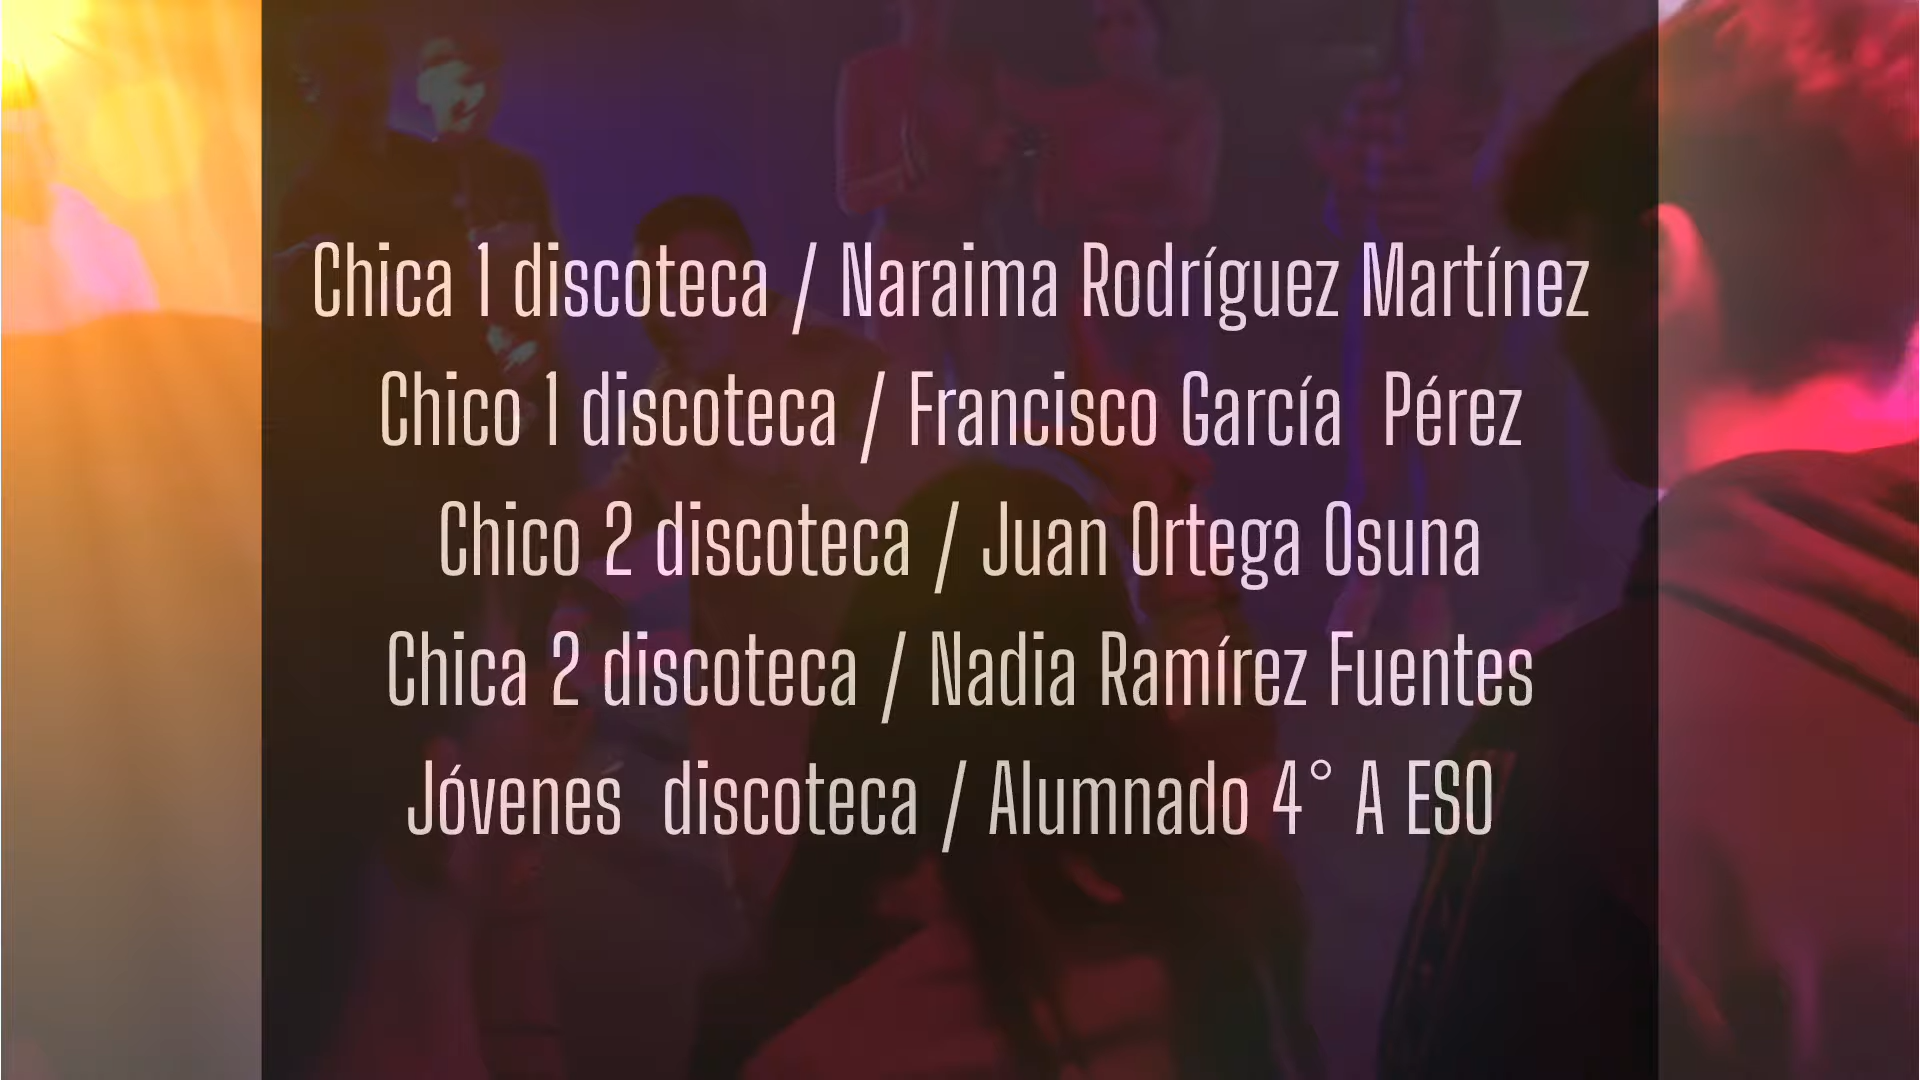 Chica 1 discoteca / Naraima Rodríguez Martínez
Chico 1 discoteca / Francisco García  Pérez
Chico 2 discoteca / Juan Ortega Osuna
Chica 2 discoteca / Nadia Ramírez Fuentes
Jóvenes  discoteca / Alumnado 4° A ESO